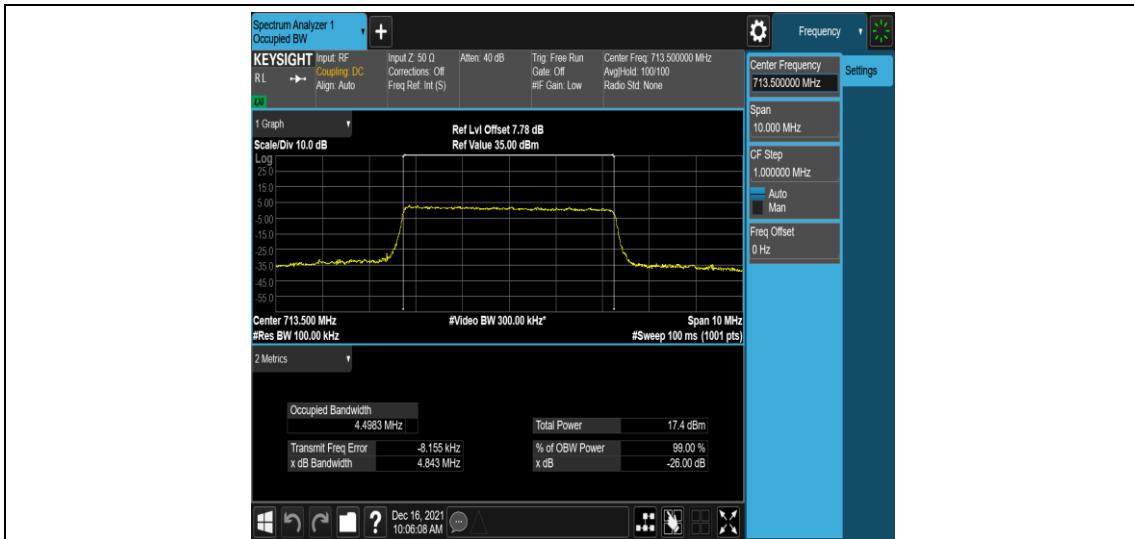 Spectrum Analyzer 1
Occupied BW
+
Frequency
KEYSIGHT
RL
LXI
Input: RF
Coupling: DC
Align: Auto
Input Z: 50 Ω
Corrections: Off
Freq Ref: Int (S)
Atten: 40 dB
Trig: Free Run
Gate: Off
#IF Gain: Low
Center Freq: 713.500000 MHz
Avg|Hold: 100/100
Radio Std: None
Center Frequency
713.500000 MHz
Settings
Span
10.000 MHz
CF Step
1.000000 MHz
Auto
Man
Freq Offset
0 Hz
1 Graph
Scale/Div 10.0 dB
Ref Lvl Offset 7.78 dB
Ref Value 35.00 dBm
Log
25.0
15.0
5.00
-5.00
-15.0
-25.0
-35.0
-45.0
-55.0
Center 713.500 MHz
#Res BW 100.00 kHz
#Video BW 300.00 kHz*
Span 10 MHz
#Sweep 100 ms (1001 pts)
2 Metrics
Occupied Bandwidth
4.4983 MHz
Total Power 17.4 dBm
Transmit Freq Error -8.155 kHz
% of OBW Power 99.00 %
x dB Bandwidth 4.843 MHz
x dB -26.00 dB
?
Dec 16, 2021
10:06:08 AM